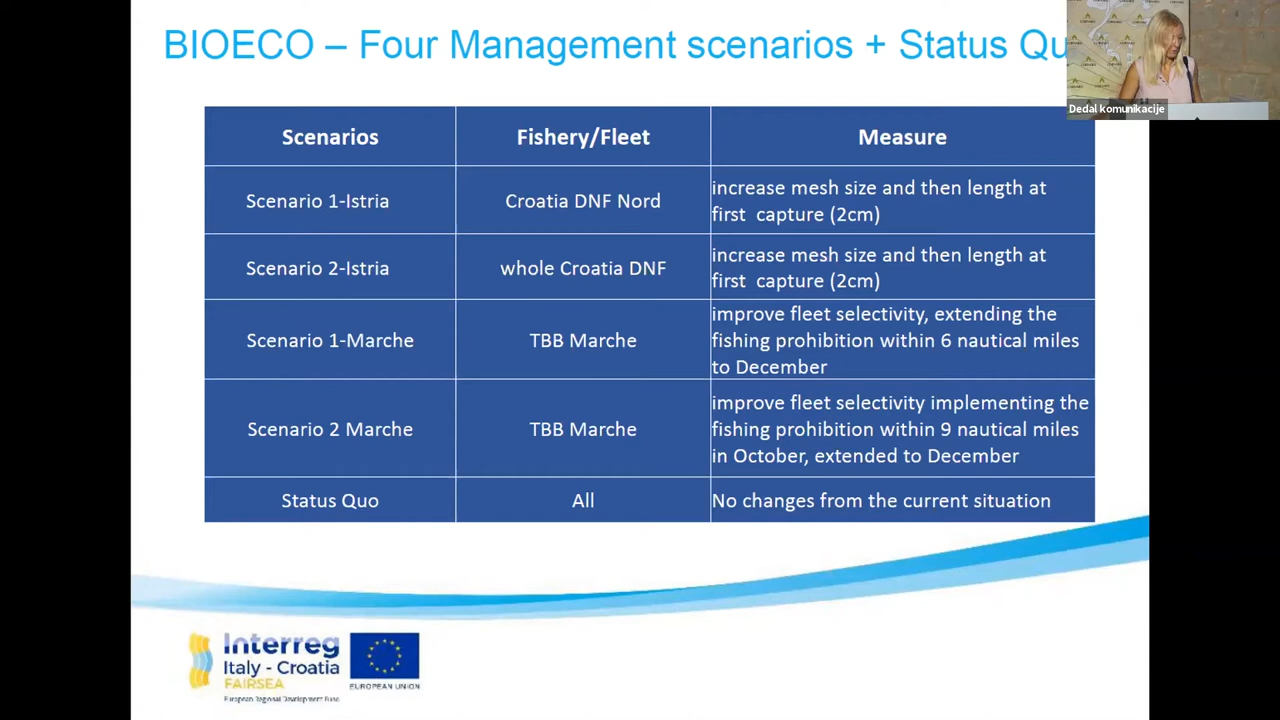 BIOECO – Four Management scenarios + Status Qu
Dedal komunikacije
Scenarios
Fishery/Fleet
Measure
Scenario 1-Istria
Croatia DNF Nord
increase mesh size and then length at
first capture (2cm)
Scenario 2-Istria
whole Croatia DNF
increase mesh size and then length at
first capture (2cm)
Scenario 1-Marche
TBB Marche
improve fleet selectivity, extending the
fishing prohibition within 6 nautical miles
to December
Scenario 2 Marche
TBB Marche
improve fleet selectivity implementing the
fishing prohibition within 9 nautical miles
in October, extended to December
Status Quo
All
No changes from the current situation
Interreg
Italy - Croatia
FAIRSEA
European Regional Development Fund
EUROPEAN UNION